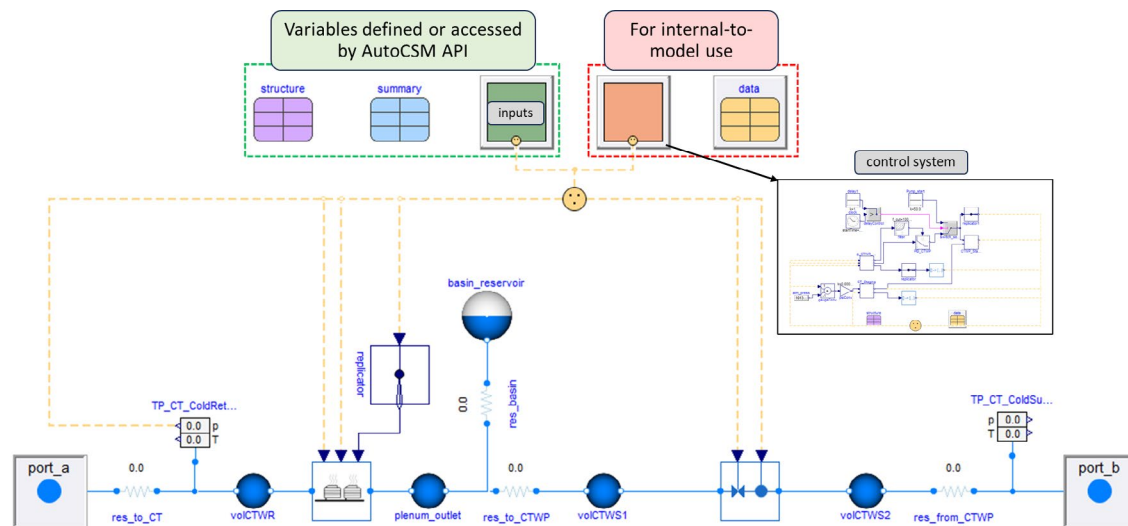 Variables defined or accessed
by AutoCSM API
For internal-to-
model use
structure
summary
inputs
data
control system
basin_reservoir
replicator
0.0
res_basin
TP_CT_ColdRet...
0.0 p
0.0 T
TP_CT_ColdSu...
p 0.0
T 0.0
port_a
0.0
res_to_CT
volCTWR
plenum_outlet
0.0
res_to_CTWP
volCTWS1
volCTWS2
0.0
res_from_CTWP
port_b